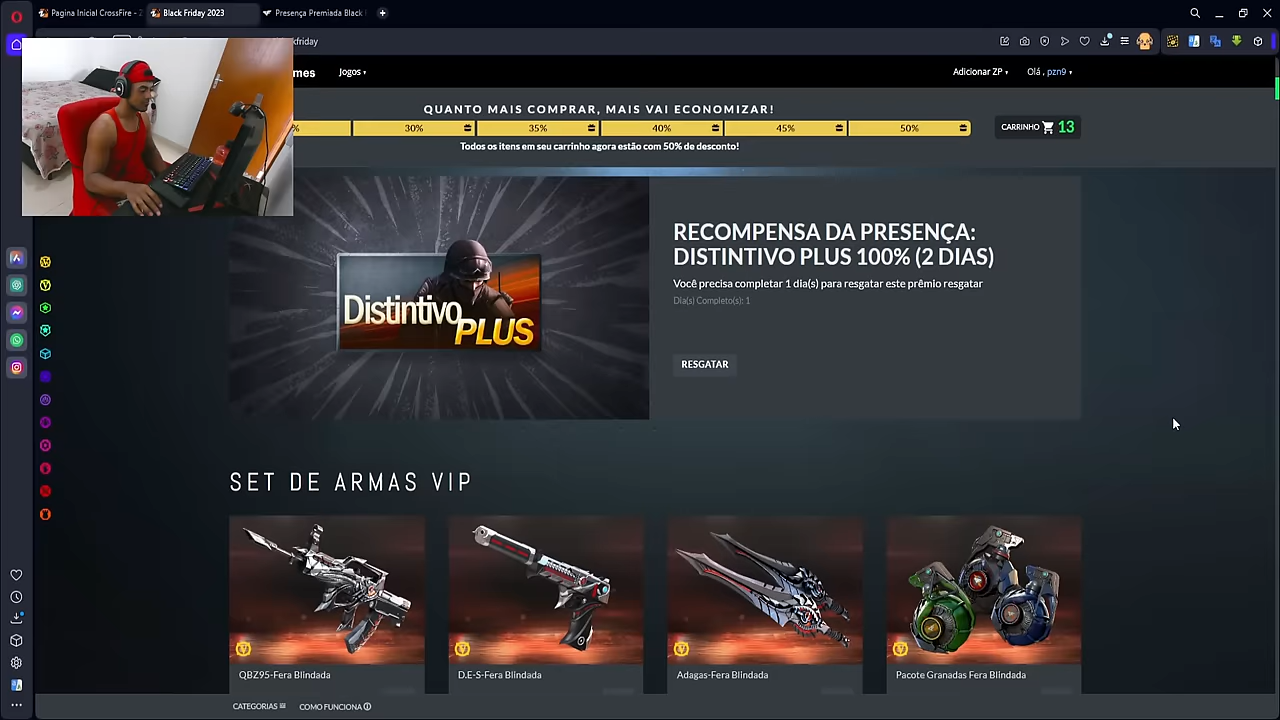 Pagina Inicial CrossFire - 2
Black Friday 2023
Presença Premiada Black F
friday
mes
Jogos
Adicionar ZP
Olá , pzn9
QUANTO MAIS COMPRAR, MAIS VAI ECONOMIZAR!
%
30%
35%
40%
45%
50%
CARRINHO 13
Todos os itens em seu carrinho agora estão com 50% de desconto!
Distintivo
PLUS
RECOMPENSA DA PRESENÇA:
DISTINTIVO PLUS 100% (2 DIAS)
Você precisa completar 1 dia(s) para resgatar este prêmio resgatar
Dia(s) Completo(s): 1
RESGATAR
SET DE ARMAS VIP
QBZ95-Fera Blindada
D.E-S-Fera Blindada
Adagas-Fera Blindada
Pacote Granadas Fera Blindada
CATEGORIAS
COMO FUNCIONA